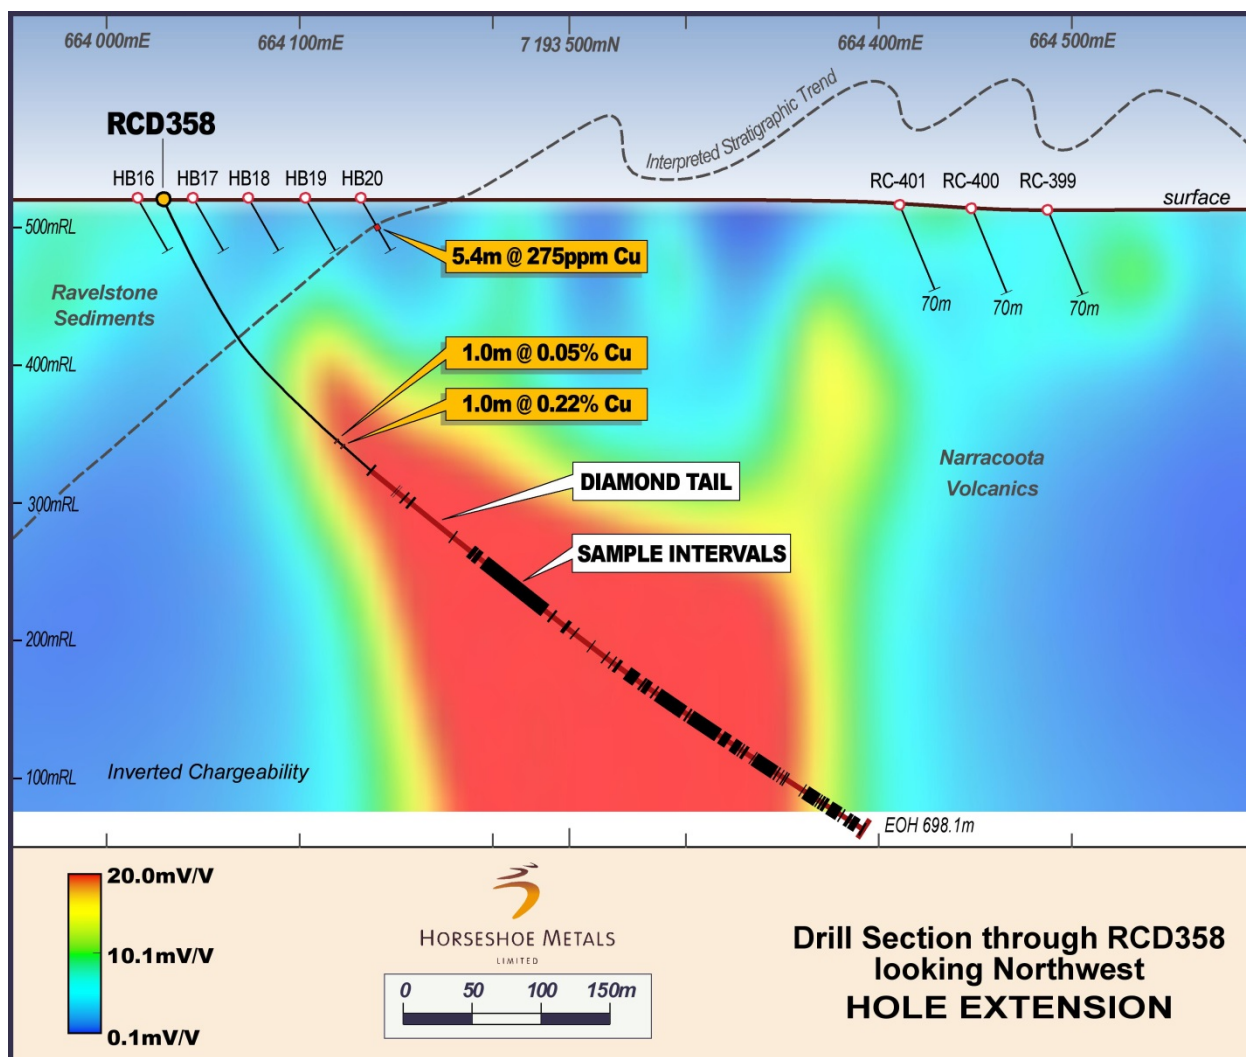 664 000mE
664 100mE
7 193 500mN
664 400mE
664 500mE
RCD358
Interpreted Stratigraphic Trend
HB16
HB17
HB18
HB19
HB20
RC-401
RC-400
RC-399
surface
500mRL
5.4m @ 275ppm Cu
Ravelstone
Sediments
70m
70m
70m
1.0m @ 0.05% Cu
400mRL
1.0m @ 0.22% Cu
Narracoota
Volcanics
DIAMOND TAIL
300mRL
SAMPLE INTERVALS
200mRL
Inverted Chargeability
100mRL
EOH 698.1m
20.0mV/V
10.1mV/V
0.1mV/V
HORSESHOE METALS
LIMITED
0 50 100 150m
Drill Section through RCD358
looking Northwest
HOLE EXTENSION